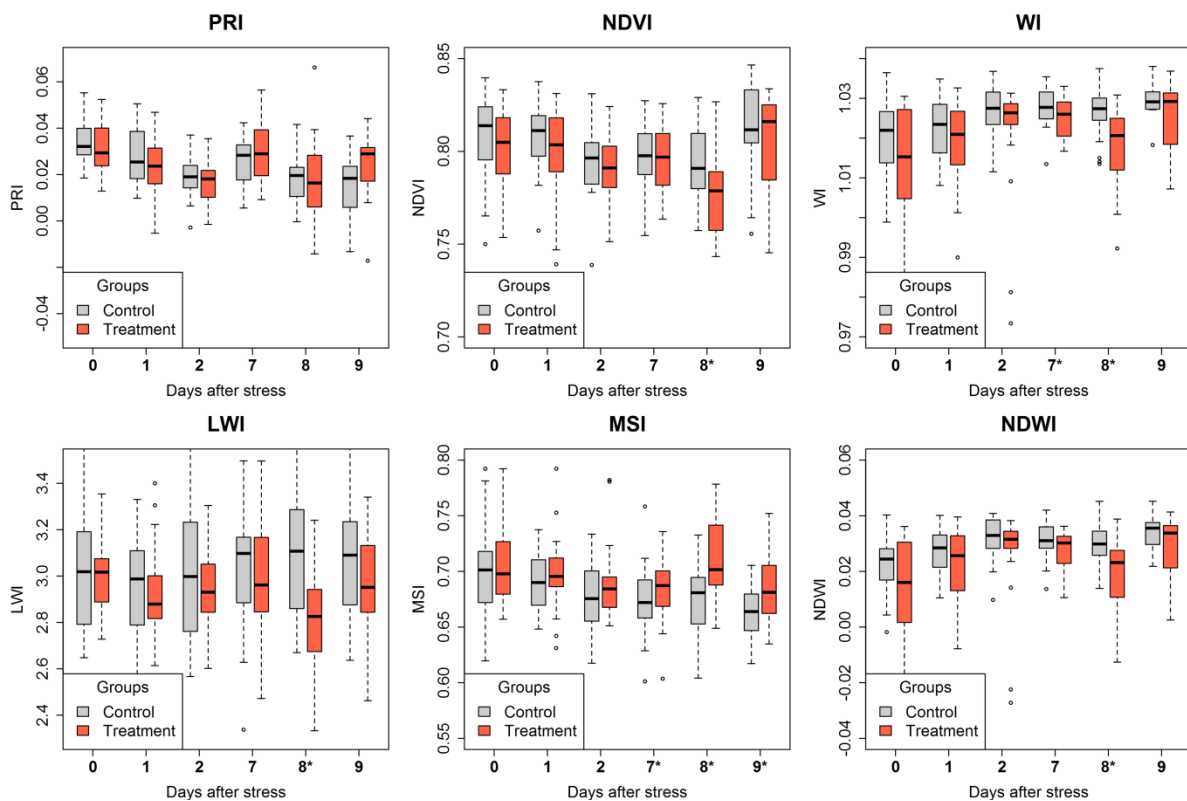 PRI
PRI
0.06
0.04
0.02
0.00
-0.04
Groups
Control
Treatment
0 1 2 7 8 9
Days after stress
NDVI
NDVI
0.85
0.80
0.75
0.70
Groups
Control
Treatment
0 1 2 7 8* 9
Days after stress
WI
WI
1.03
1.01
0.99
0.97
Groups
Control
Treatment
0 1 2 7* 8* 9
Days after stress
LWI
LWI
3.4
3.2
3.0
2.8
2.6
2.4
Groups
Control
Treatment
0 1 2 7 8* 9
Days after stress
MSI
MSI
0.80
0.75
0.70
0.65
0.60
0.55
Groups
Control
Treatment
0 1 2 7* 8* 9*
Days after stress
NDWI
NDWI
0.06
0.04
0.02
0.00
-0.02
-0.04
Groups
Control
Treatment
0 1 2 7 8* 9
Days after stress